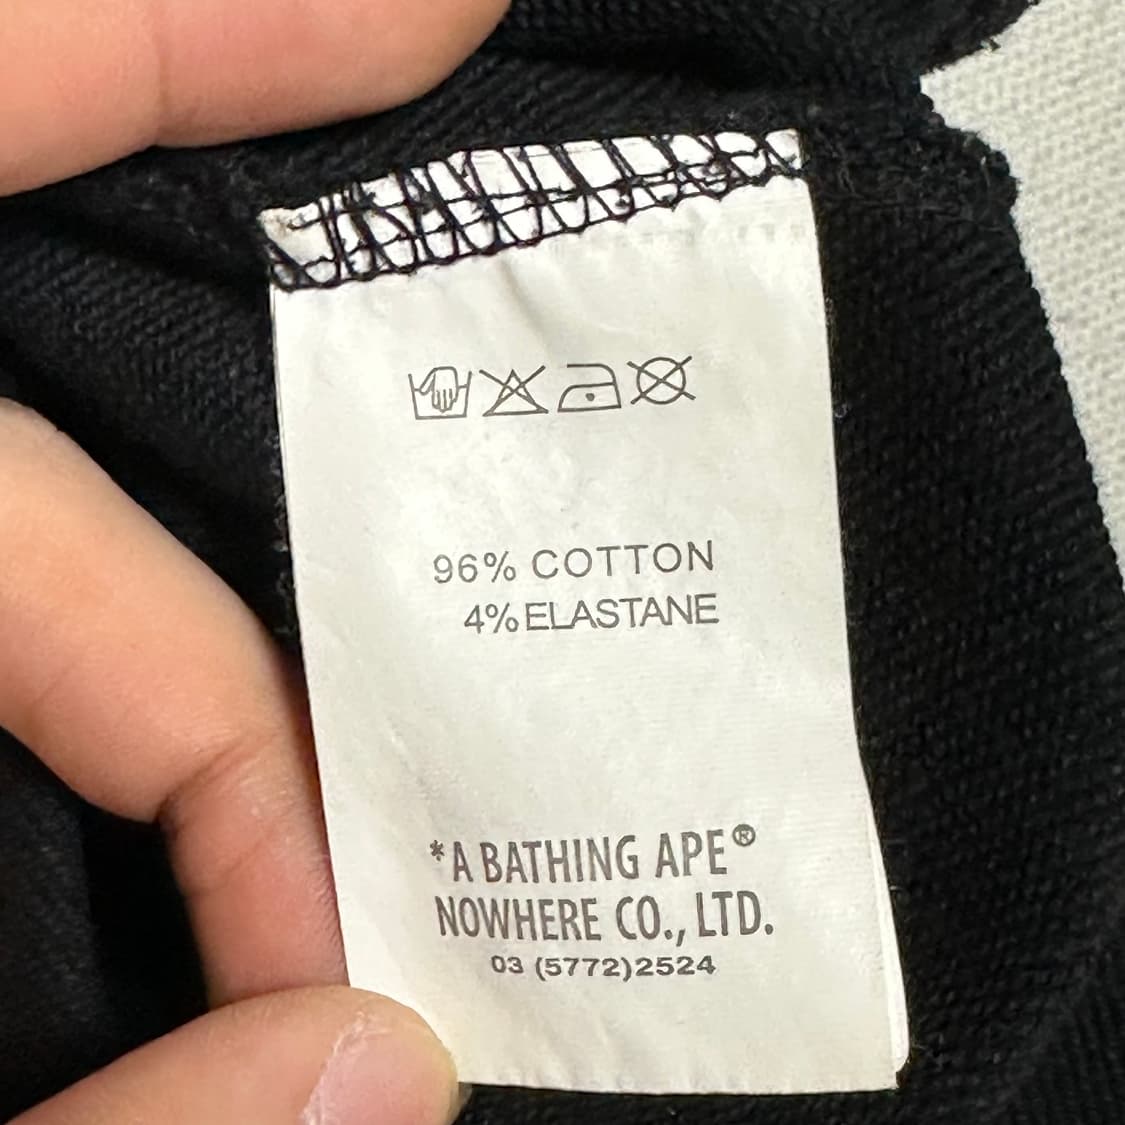 96% COTTON
4% ELASTANE
*A BATHING APE®
NOWHERE CO., LTD.
03 (5772)2524